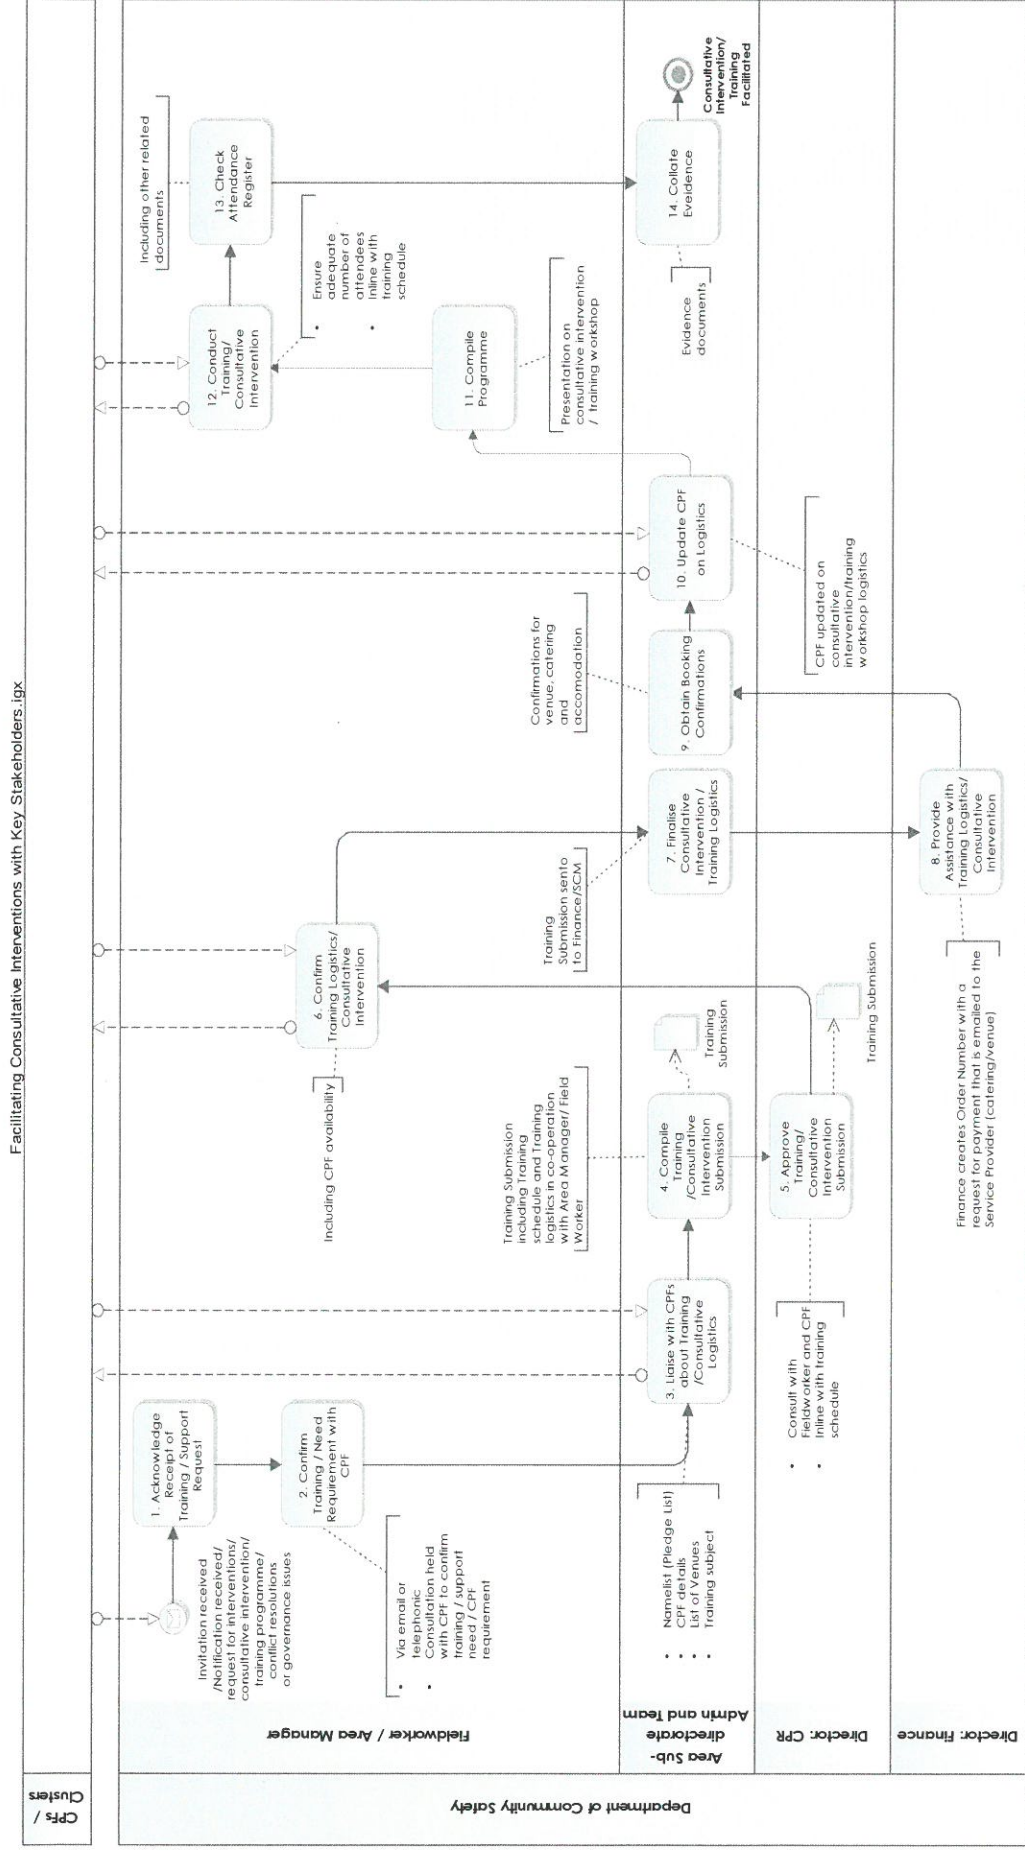 Facilitating Consultative Interventions with Key Stakeholders.igx
CPFs /
Clusters
Department of Community Safety
Fieldworker / Area Manager
Area Sub-
directorate
Admin and Team
Director: CPR
Director: Finance
Invitation received
/Notification received/
request for interventions/
consultative intervention/
training programme/
conflict resolutions
or governance issues
1. Acknowledge
Receipt of
Training / Support
Request
2. Confirm
Training / Need
Requirement with
CPF
• Via email or
telephonic
• Consultation held
with CPF to confirm
training / support
need / CPF
requirement
3. Liaise with CPFs
about Training
/Consultative
Logistics
• Namelist (Pledge List)
• CPF details
• List of Venues
• Training subject
4. Compile
Training
/Consultative
Intervention
Submission
Training Submission
including Training
schedule and Training
logistics in co-operation
with Area Manager/ Field
Worker
Training
Submission
5. Approve
Training/
Consultative
Intervention
Submission
• Consult with
Fieldworker and CPF
• Inline with training
schedule
Training Submission
6. Confirm
Training Logistics/
Consultative
Intervention
Including CPF availability
7. Finalise
Consultative
Intervention /
Training Logistics
Training
Submission sento
to Finance/SCM
8. Provide
Assistance with
Training Logistics/
Consultative
Intervention
Finance creates Order Number with a
request for payment that is emailed to the
Service Provider (catering/venue)
9. Obtain Booking
Confirmations
Confirmations for
venue, catering
and
accomodation
10. Update CPF
on Logistics
CPF updated on
consultative
intervention/training
workshop logistics
11. Compile
Programme
Presentation on
consultative intervention
/ training workshop
12. Conduct
Training/
Consultative
Intervention
• Ensure
adequate
number of
attendees
• Inline with
training
schedule
13. Check
Attendance
Register
Including other related
documents
14. Collate
Eveidence
Evidence
documents
Consultative
Intervention/
Training
Facilitated